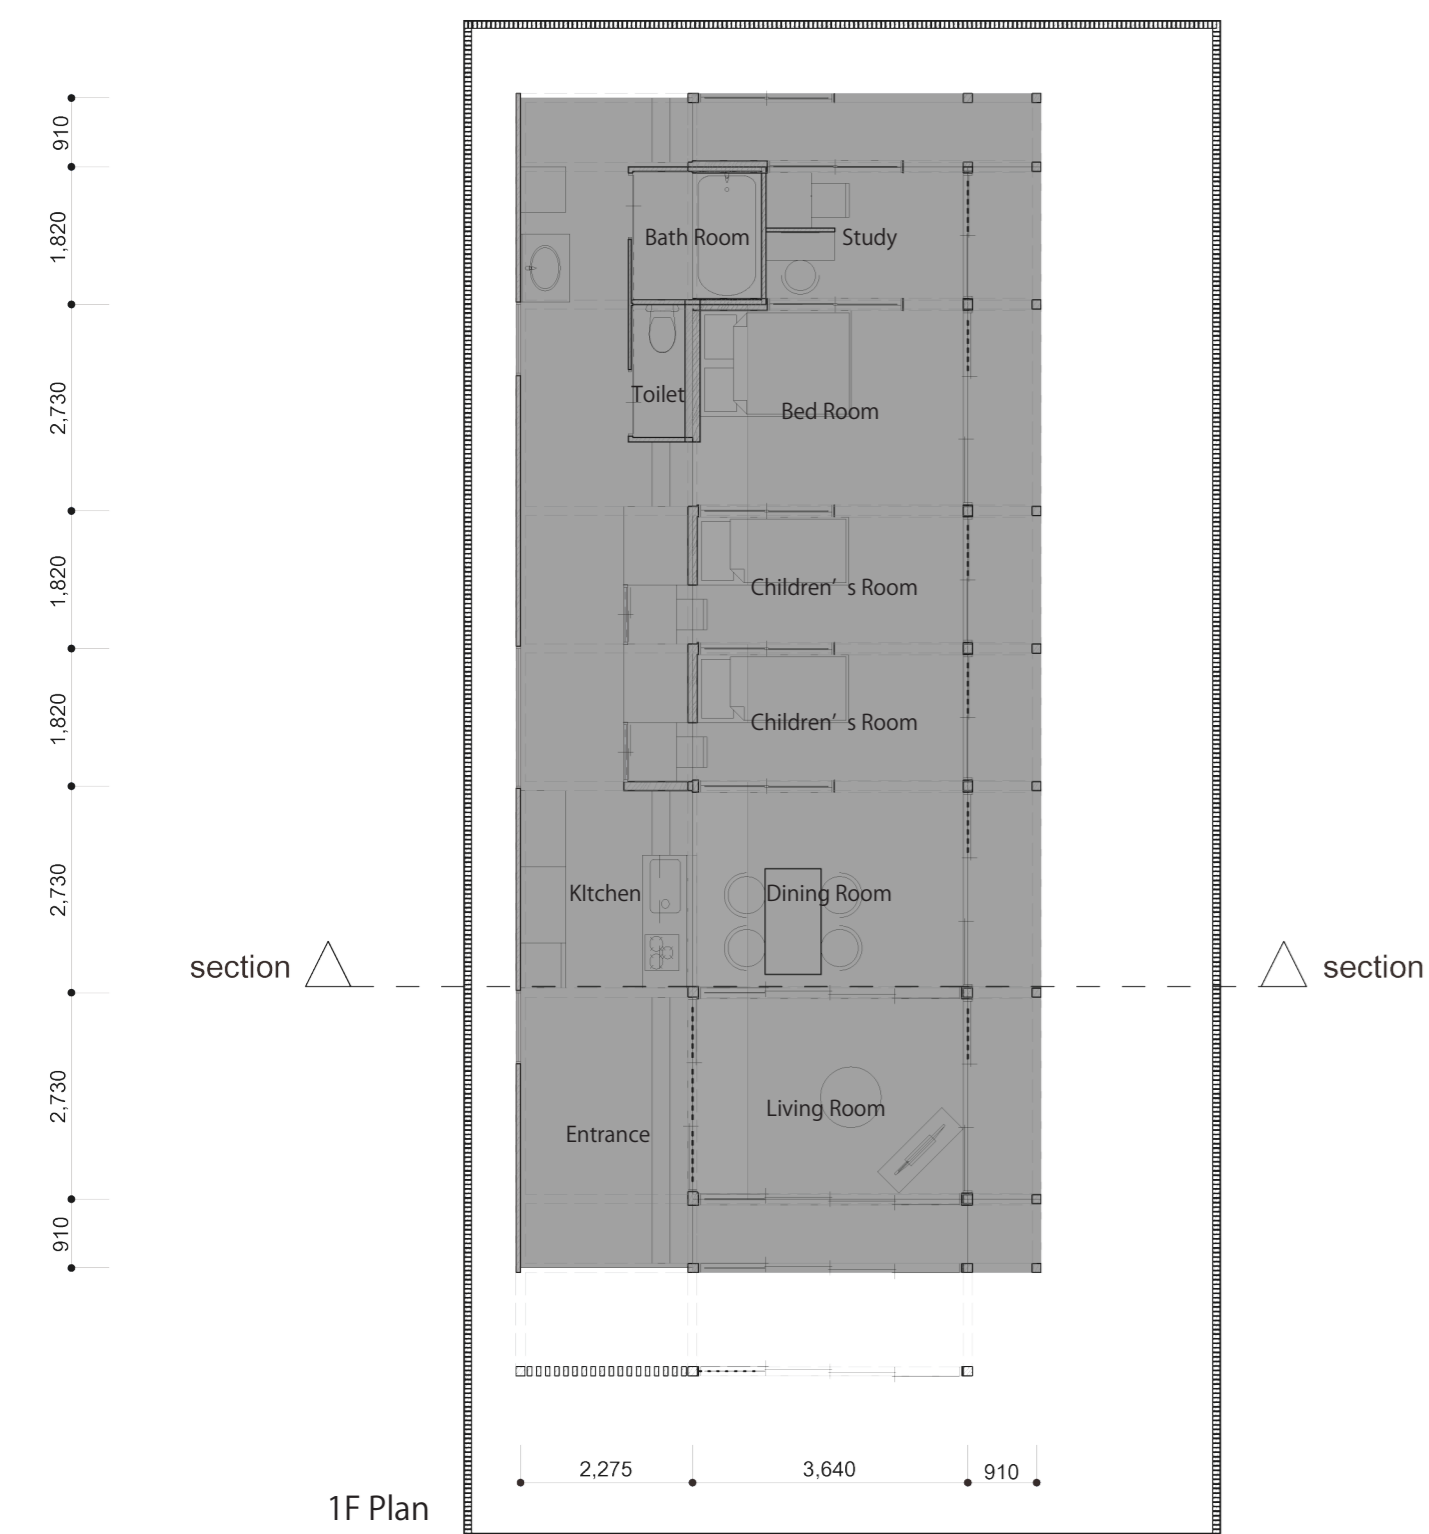 910
1,820
Bath Room
Study
2,730
Toilet
Bed Room
1,820
Children’s Room
1,820
Children’s Room
2,730
KItchen
Dining Room
section
section
2,730
Living Room
Entrance
910
2,275
3,640
910
1F Plan